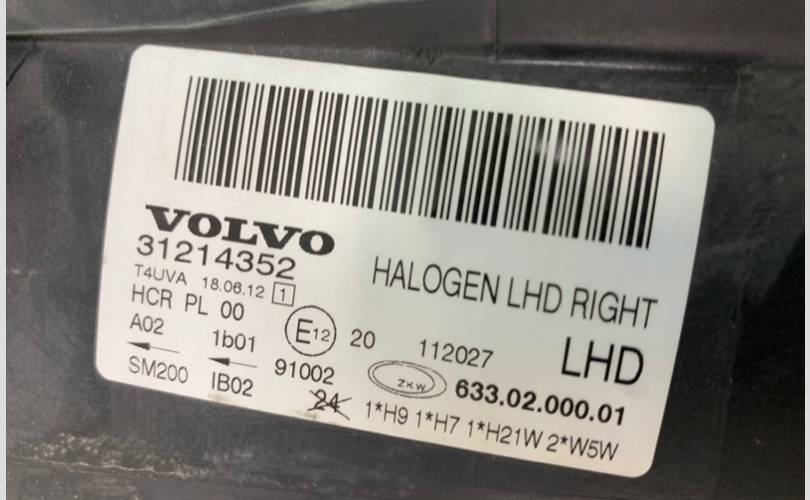 VOLVO
31214352
HALOGEN LHD RIGHT
T4UVA 18.06.12 1
HCR PL 00
E12 20 112027 LHD
A02 1b01 91002 ZKW 633.02.000.01
SM200 IB02 24 1*H9 1*H7 1*H21W 2*W5W